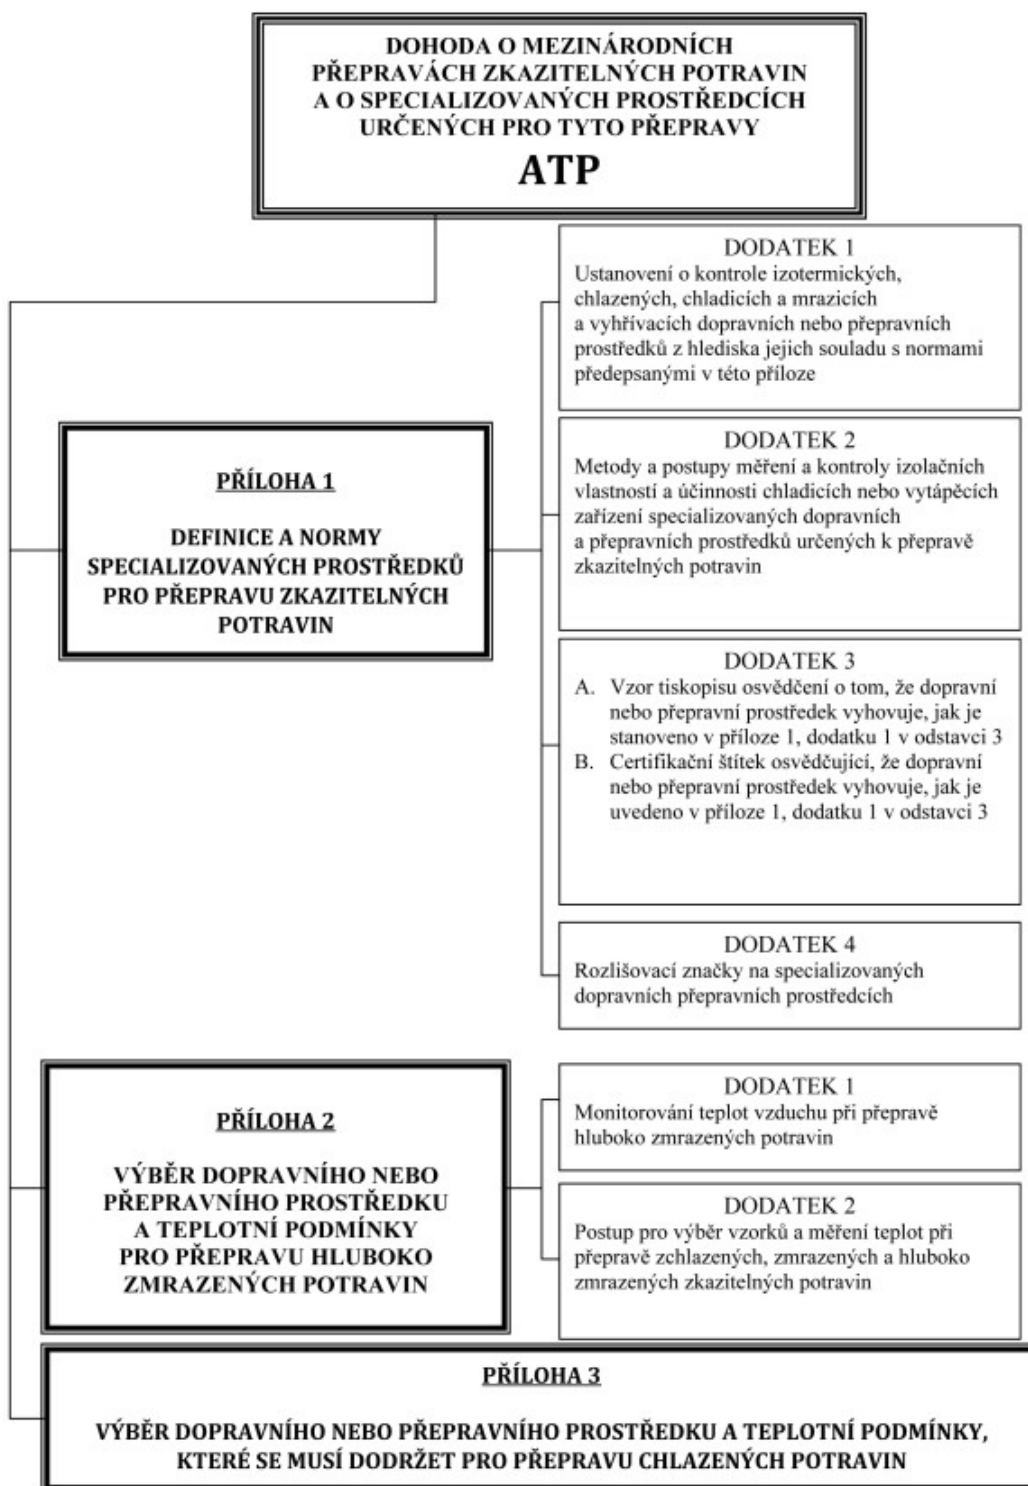 DOHODA O MEZINÁRODNÍCH
PŘEPRAVÁCH ZKAZITELNÝCH POTRAVIN
A O SPECIALIZOVANÝCH PROSTŘEDCÍCH
URČENÝCH PRO TYTO PŘEPRAVY
ATP
DODATEK 1
Ustanovení o kontrole izotermických,
chlazených, chladicích a mrazicích
a vyhřívacích dopravních nebo přepravních
prostředků z hlediska jejich souladu s normami
předepsanými v této příloze
PŘÍLOHA 1
DEFINICE A NORMY
SPECIALIZOVANÝCH PROSTŘEDKŮ
PRO PŘEPRAVU ZKAZITELNÝCH
POTRAVIN
DODATEK 2
Metody a postupy měření a kontroly izolačních
vlastností a účinnosti chladicích nebo vytápěcích
zařízení specializovaných dopravních
a přepravních prostředků určených k přepravě
zkazitelných potravin
DODATEK 3
A. Vzor tiskopisu osvědčení o tom, že dopravní
nebo přepravní prostředek vyhovuje, jak je
stanoveno v příloze 1, dodatku 1 v odstavci 3
B. Certifikační štítek osvědčující, že dopravní
nebo přepravní prostředek vyhovuje, jak je
uvedeno v příloze 1, dodatku 1 v odstavci 3
DODATEK 4
Rozlišovací značky na specializovaných
dopravních přepravních prostředcích
PŘÍLOHA 2
VÝBĚR DOPRAVNÍHO NEBO
PŘEPRAVNÍHO PROSTŘEDKU
A TEPLOTNÍ PODMÍNKY
PRO PŘEPRAVU HLUBOKO
ZMRAZENÝCH POTRAVIN
DODATEK 1
Monitorování teplot vzduchu při přepravě
hluboko zmrazených potravin
DODATEK 2
Postup pro výběr vzorků a měření teplot při
přepravě zchlazených, zmrazených a hluboko
zmrazených zkazitelných potravin
PŘÍLOHA 3
VÝBĚR DOPRAVNÍHO NEBO PŘEPRAVNÍHO PROSTŘEDKU A TEPLOTNÍ PODMÍNKY,
KTERÉ SE MUSÍ DODRŽET PRO PŘEPRAVU CHLAZENÝCH POTRAVIN